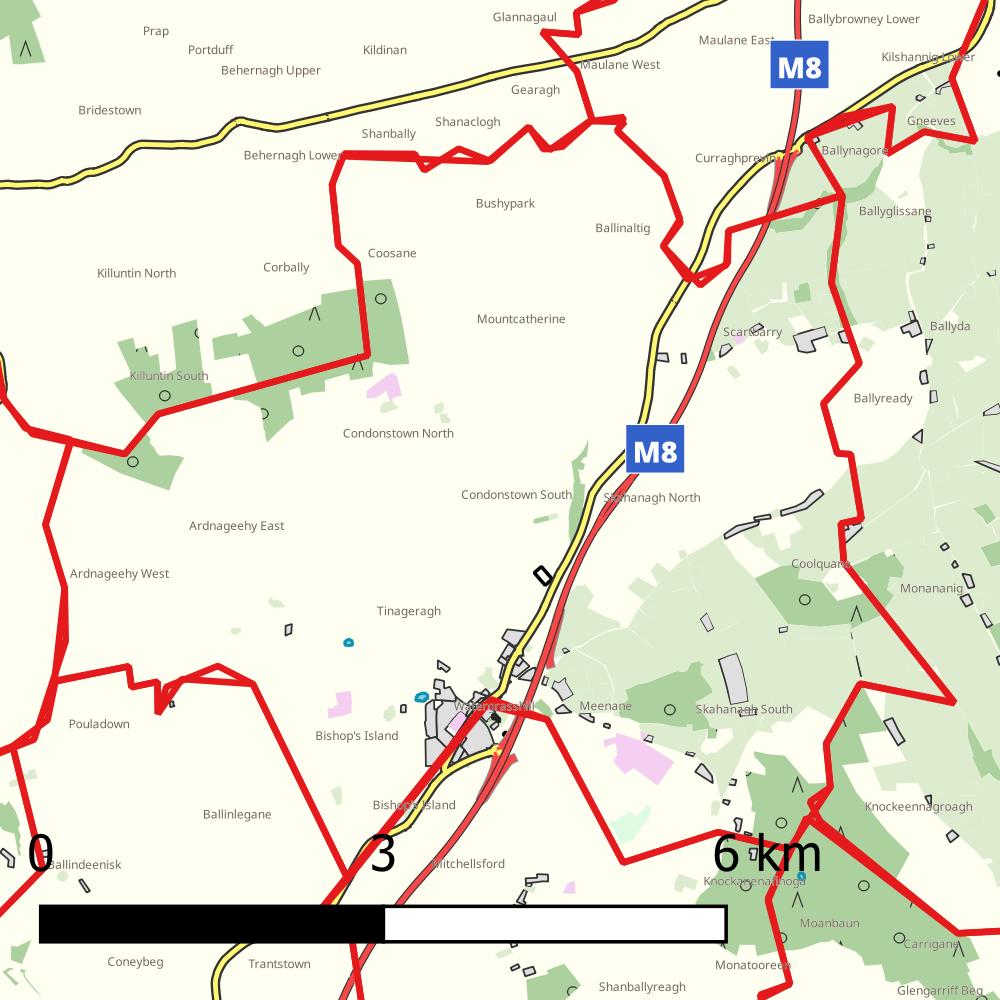 Glannagaul
Ballybrowney Lower
Prap
Portduff
Kildinan
Maulane East
Kilshannig Lower
Behernagh Upper
Maulane West
M8
Gearagh
Bridestown
Shanaclogh
Gneeves
Shanbally
Behernagh Lower
Curraghprevin
Ballynagore
Bushypark
Ballyglissane
Ballinaltig
Coosane
Corbally
Killuntin North
Mountcatherine
Scartbarry
Ballyda
Killuntin South
Ballyready
Condonstown North
M8
Condonstown South
Skahanagh North
Ardnageehy East
Coolquane
Ardnageehy West
Monananig
Tinageragh
Watergrasshill
Meenane
Skahanagh South
Pouladown
Bishop's Island
Bishop's Island
Knockeennagroagh
Ballinlegane
0
3
6 km
Ballindeenisk
Mitchellsford
Knockanenafinoga
Moanbaun
Carrigane
Coneybeg
Trantstown
Monatooreen
Shanballyreagh
Glengarriff Beg